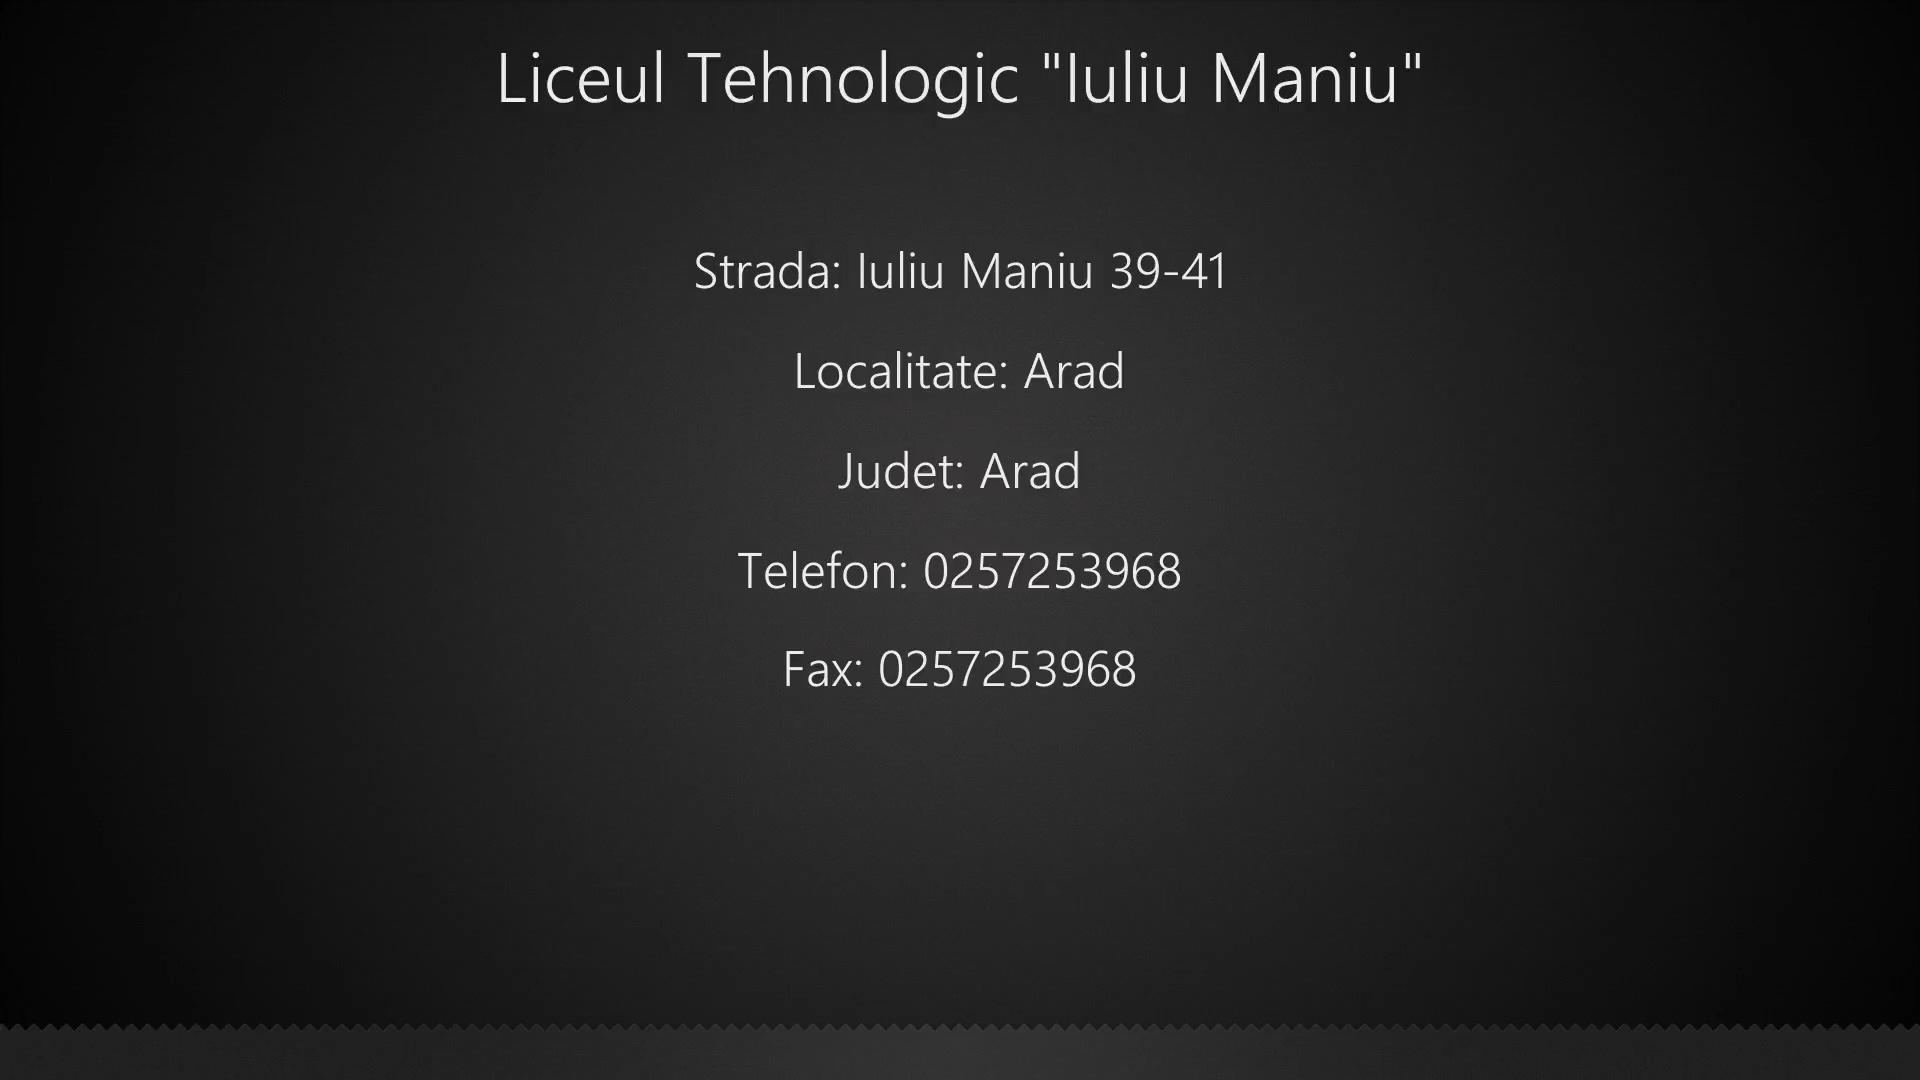 Liceul Tehnologic "Iuliu Maniu"
Strada: Iuliu Maniu 39-41
Localitate: Arad
Judet: Arad
Telefon: 0257253968
Fax: 0257253968